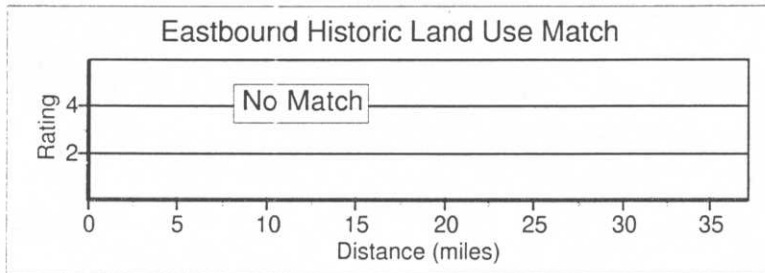 Eastbound Historic Land Use Match
No Match
Rating
4
2
0 5 10 15 20 25 30 35
Distance (miles)